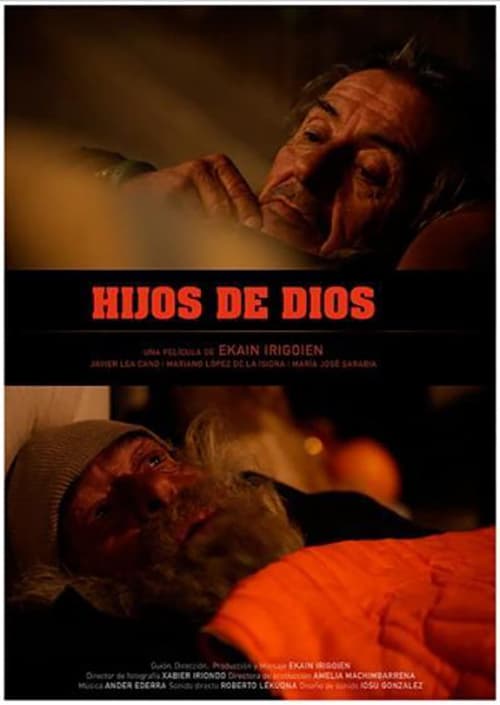 HIJOS DE DIOS
UNA PELÍCULA DE EKAIN IRIGOIEN
JAVIER LEA CANO I MARIANO LÓPEZ DE LA ISIDRA I MARÍA JOSÉ SARABIA
Guión, Dirección, Producción y Montaje EKAIN IRIGOIEN
Director de fotografía XABIER IRIONDO Directora de producción AMELIA MACHIMBARRENA
Música ANDER EDERRA Sonido directo ROBERTO LEKUONA Diseño de sonido IOSU GONZALEZ